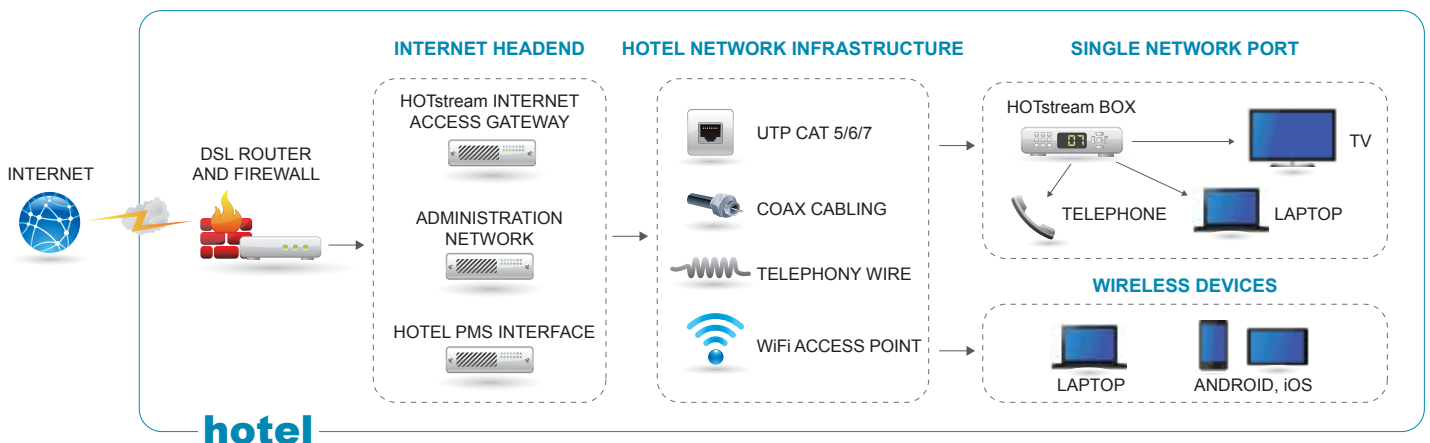 INTERNET
DSL ROUTER
AND FIREWALL
INTERNET HEADEND
HOTstream INTERNET
ACCESS GATEWAY
ADMINISTRATION
NETWORK
HOTEL PMS INTERFACE
HOTEL NETWORK INFRASTRUCTURE
UTP CAT 5/6/7
COAX CABLING
TELEPHONY WIRE
WiFi ACCESS POINT
SINGLE NETWORK PORT
HOTstream BOX
07
TV
TELEPHONE
LAPTOP
WIRELESS DEVICES
LAPTOP
ANDROID, iOS
hotel